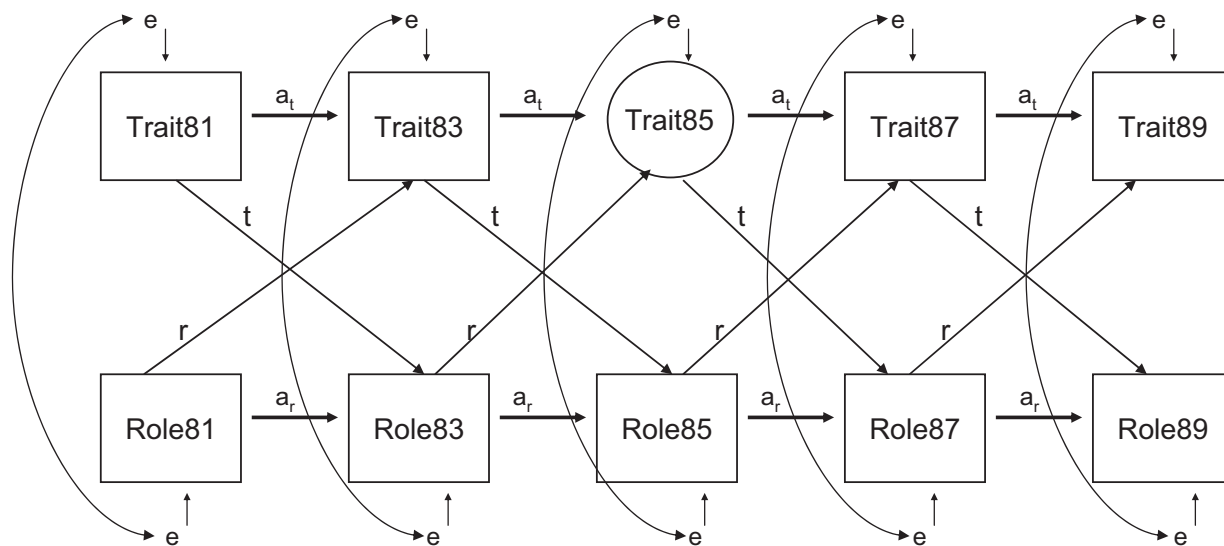 e e e e e
a_t a_t a_t a_t
Trait81 Trait83 Trait85 Trait87 Trait89
t t t t
r r r r
a_r a_r a_r a_r
Role81 Role83 Role85 Role87 Role89
e e e e e